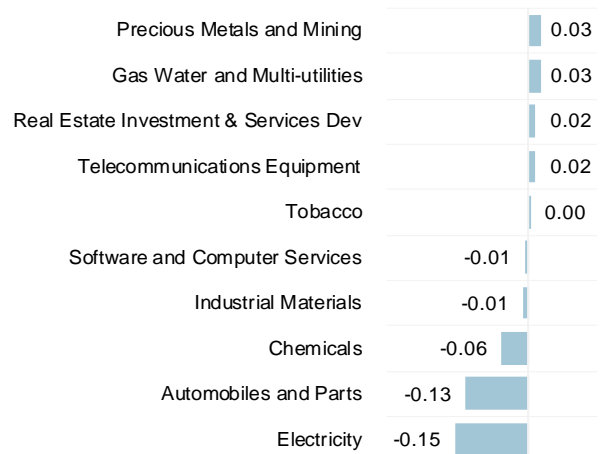 Precious Metals and Mining 0.03
Gas Water and Multi-utilities 0.03
Real Estate Investment & Services Dev 0.02
Telecommunications Equipment 0.02
Tobacco 0.00
Software and Computer Services -0.01
Industrial Materials -0.01
Chemicals -0.06
Automobiles and Parts -0.13
Electricity -0.15